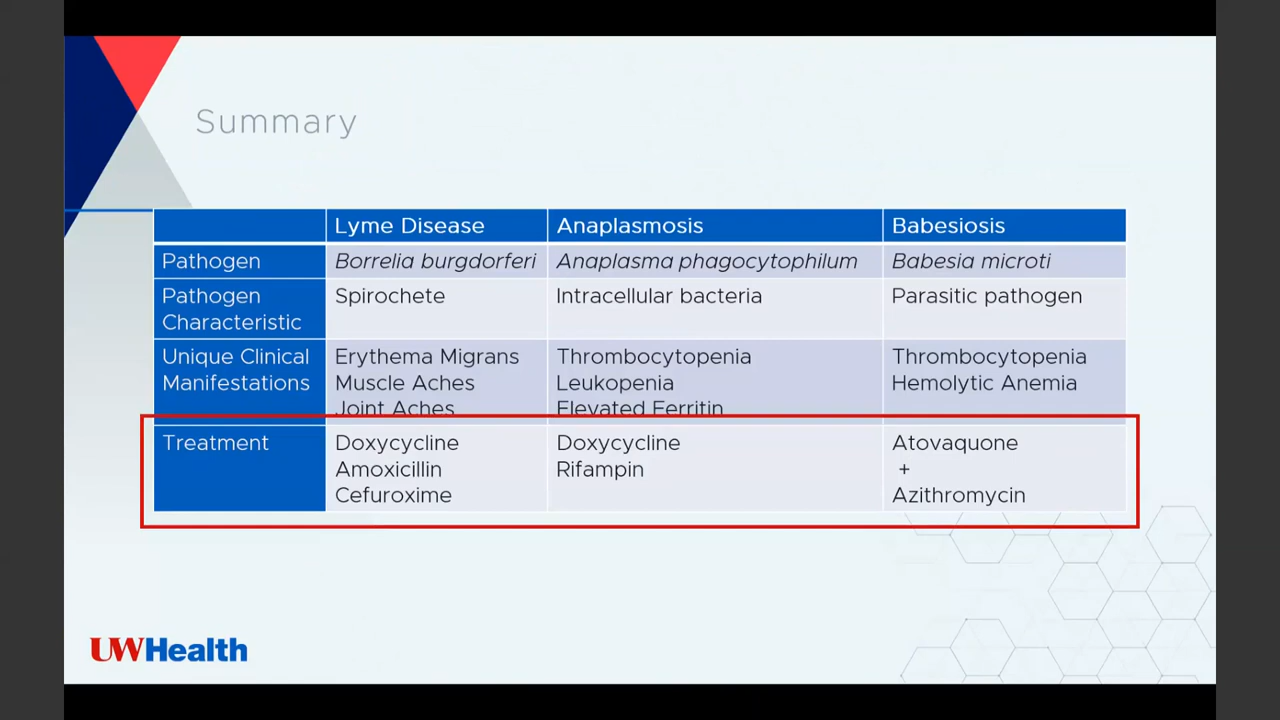 Summary
Lyme Disease Anaplasmosis Babesiosis
Pathogen Borrelia burgdorferi Anaplasma phagocytophilum Babesia microti
Pathogen Characteristic Spirochete Intracellular bacteria Parasitic pathogen
Unique Clinical Manifestations Erythema Migrans Muscle Aches Joint Aches Thrombocytopenia Leukopenia Elevated Ferritin Thrombocytopenia Hemolytic Anemia
Treatment Doxycycline Amoxicillin Cefuroxime Doxycycline Rifampin Atovaquone + Azithromycin
UWHealth